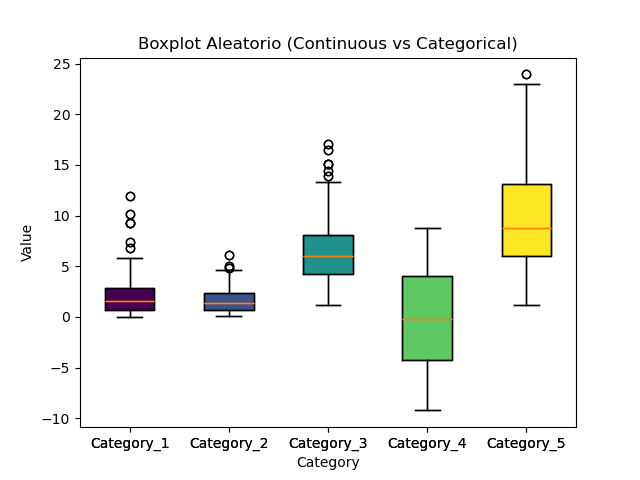 Boxplot Aleatorio (Continuous vs Categorical)
25
20
15
10
5
0
−5
−10
Value
Category_1 Category_2 Category_3 Category_4 Category_5
Category